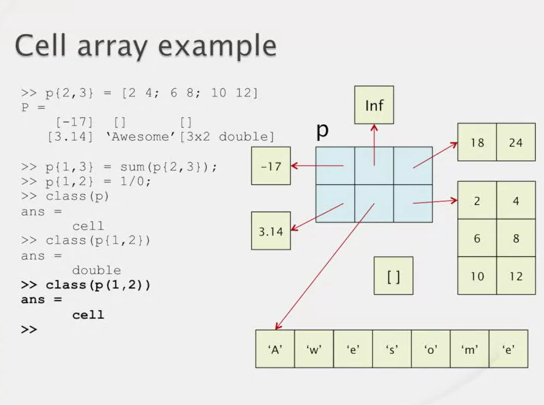 Cell array example
>> p{2,3} = [2 4; 6 8; 10 12]
P =
[-17] [] []
[3.14] ‘Awesome’ [3x2 double]
>> p{1,3} = sum(p{2,3});
>> p{1,2} = 1/0;
>> class(p)
ans =
cell
>> class(p{1,2})
ans =
double
>> class(p(1,2))
ans =
cell
>>
Inf
p
-17
18 24
3.14
2 4
6 8
10 12
[ ]
‘A’ ‘w’ ‘e’ ‘s’ ‘o’ ‘m’ ‘e’